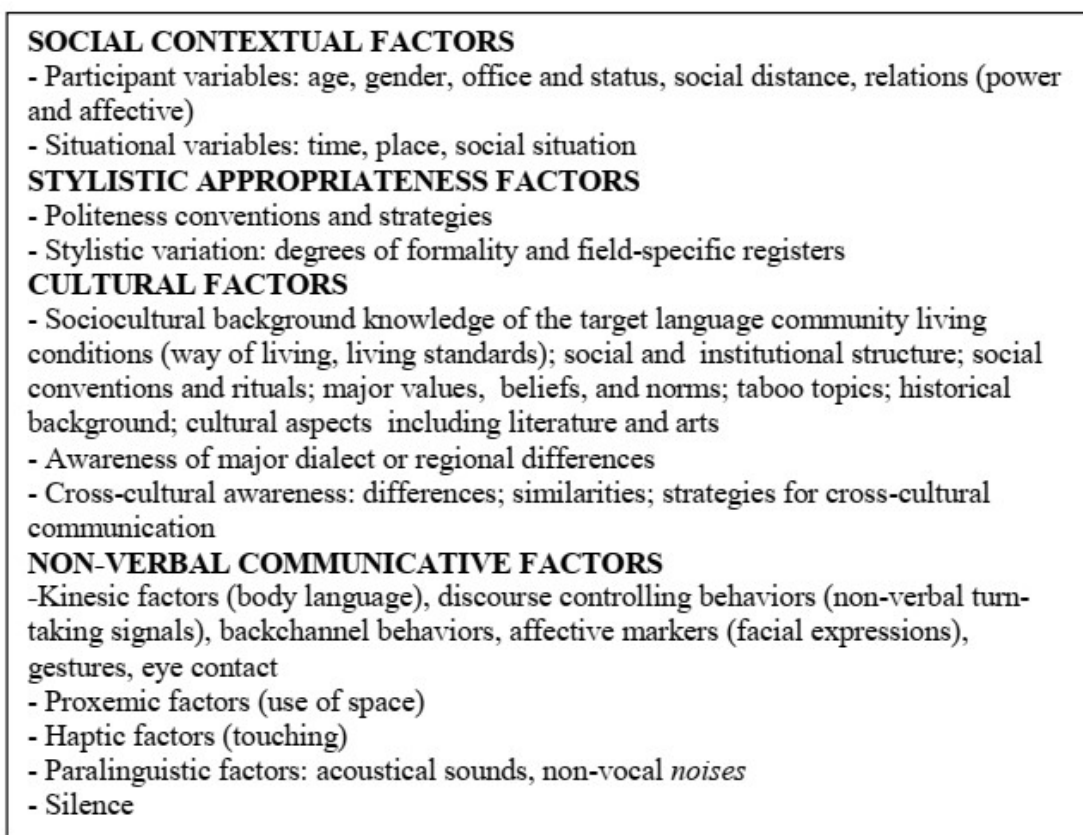 SOCIAL CONTEXTUAL FACTORS
- Participant variables: age, gender, office and status, social distance, relations (power
and affective)
- Situational variables: time, place, social situation
STYLISTIC APPROPRIATENESS FACTORS
- Politeness conventions and strategies
- Stylistic variation: degrees of formality and field-specific registers
CULTURAL FACTORS
- Sociocultural background knowledge of the target language community living
conditions (way of living, living standards); social and institutional structure; social
conventions and rituals; major values, beliefs, and norms; taboo topics; historical
background; cultural aspects including literature and arts
- Awareness of major dialect or regional differences
- Cross-cultural awareness: differences; similarities; strategies for cross-cultural
communication
NON-VERBAL COMMUNICATIVE FACTORS
-Kinesic factors (body language), discourse controlling behaviors (non-verbal turn-
taking signals), backchannel behaviors, affective markers (facial expressions),
gestures, eye contact
- Proxemic factors (use of space)
- Haptic factors (touching)
- Paralinguistic factors: acoustical sounds, non-vocal noises
- Silence